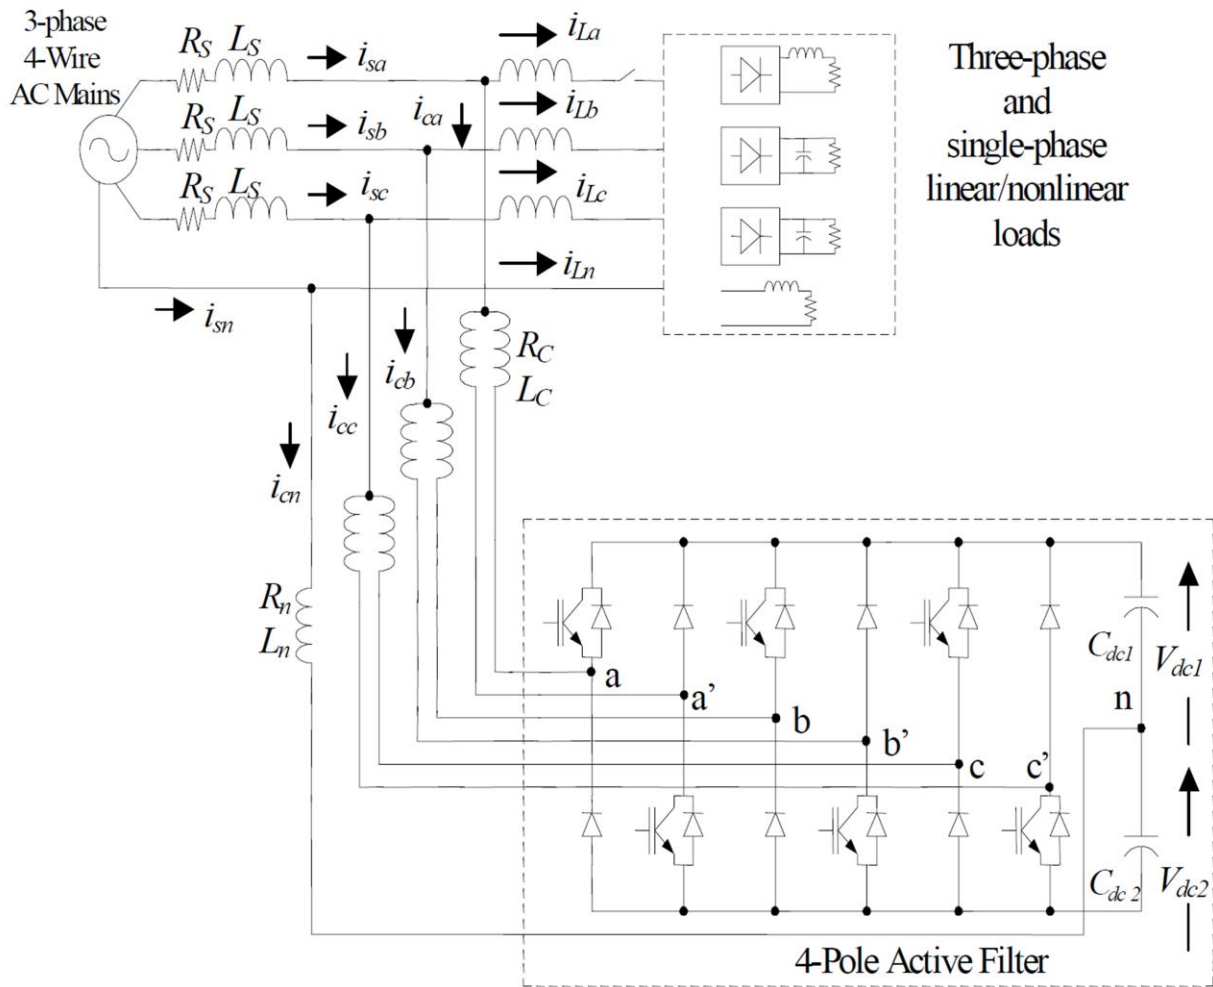 3-phase
4-Wire
AC Mains
R_S L_S
i_sa
i_La
R_S L_S
i_sb
i_ca
i_Lb
R_S L_S
i_sc
i_Lc
i_Ln
i_sn
Three-phase
and
single-phase
linear/nonlinear
loads
R_C
L_C
i_cb
i_cc
i_cn
R_n
L_n
a
a’
b
b’
c
c’
n
C_dc1
V_dc1
C_dc 2
V_dc2
4-Pole Active Filter